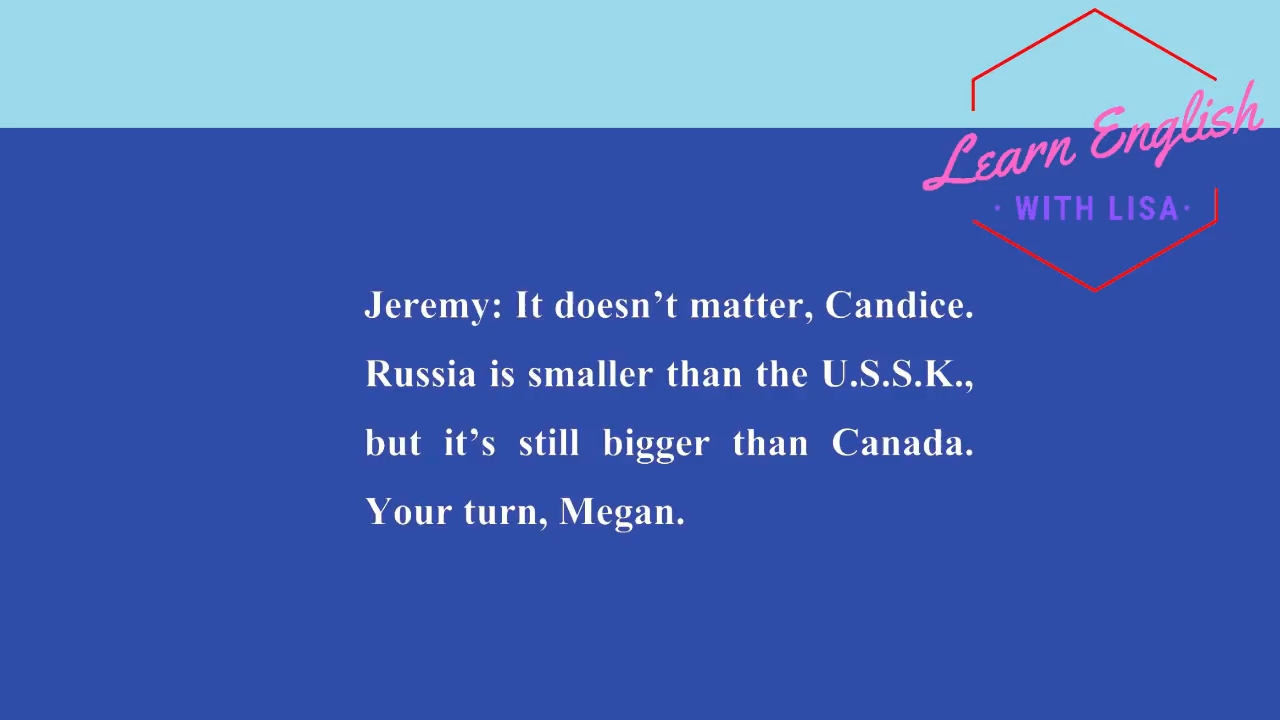 Learn English
· WITH LISA·
Jeremy: It doesn’t matter, Candice.
Russia is smaller than the U.S.S.K.,
but it’s still bigger than Canada.
Your turn, Megan.